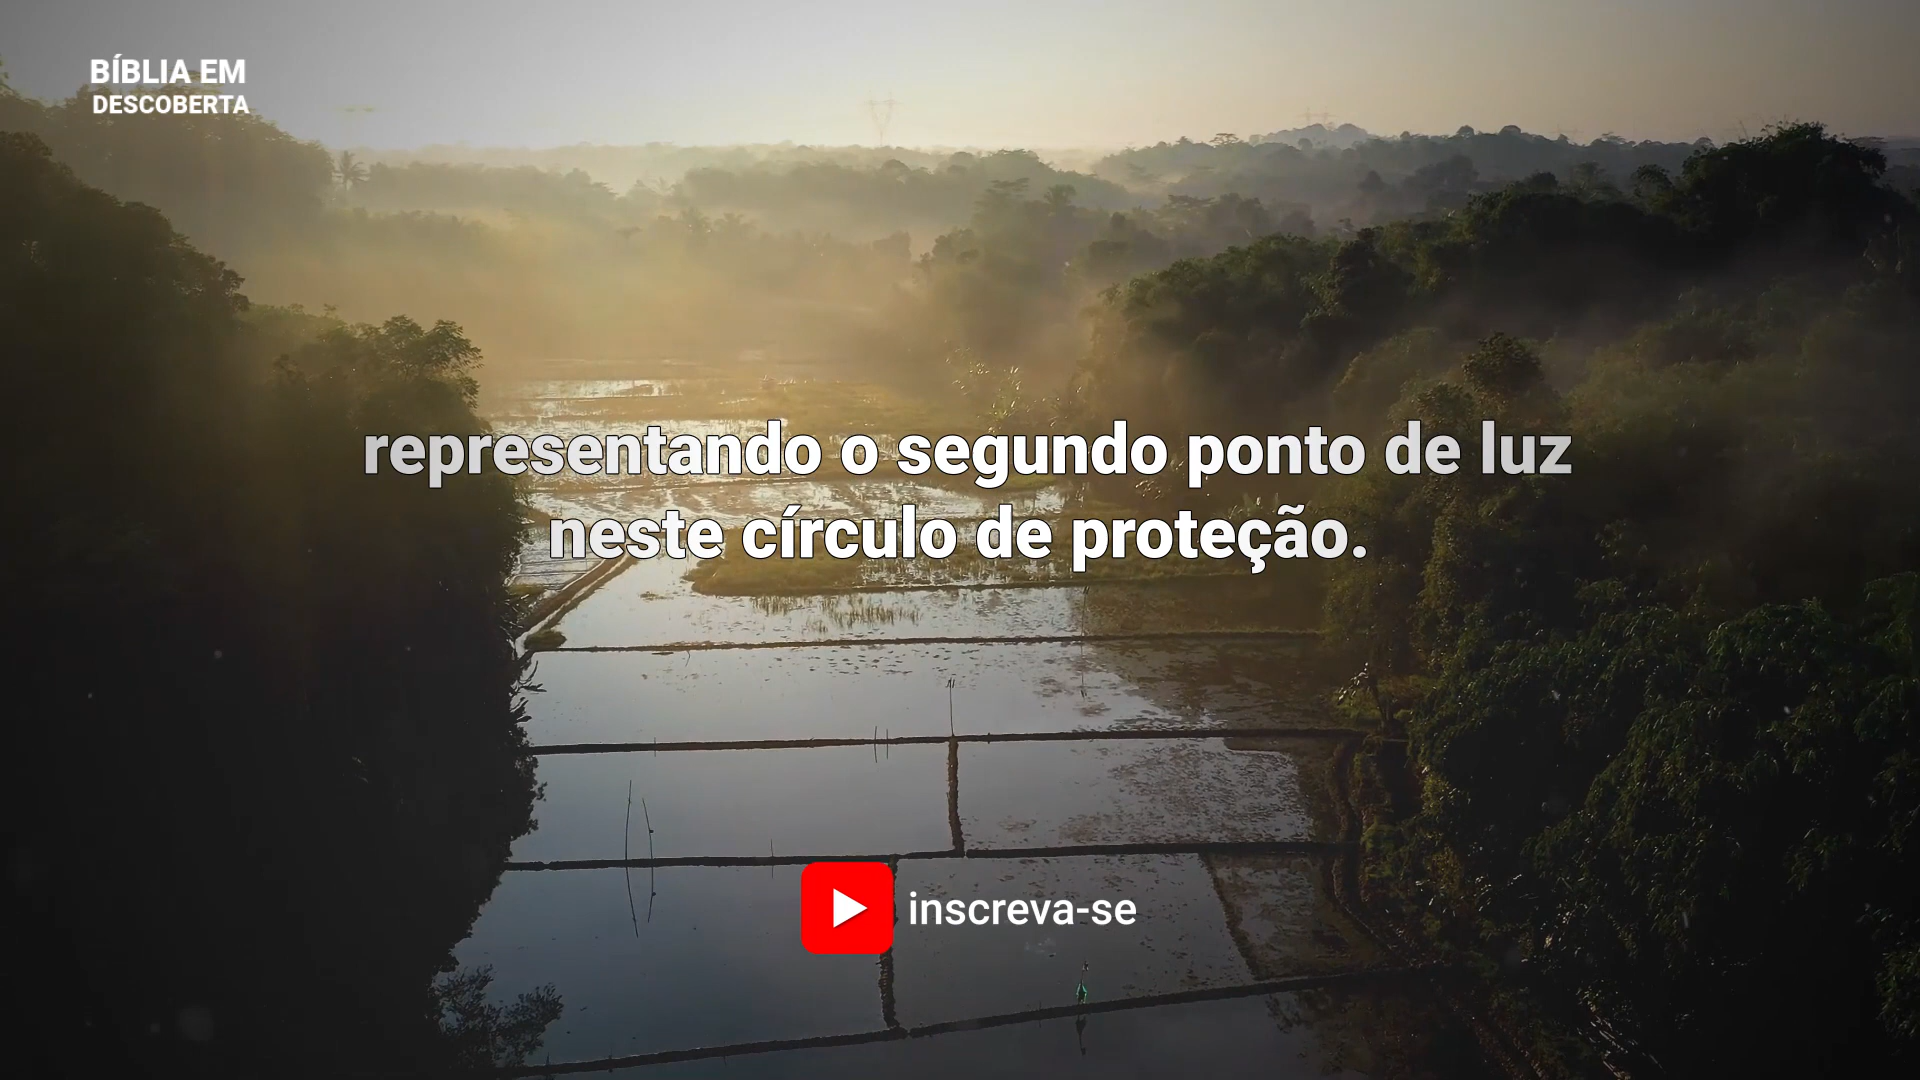 BÍBLIA EM
DESCOBERTA
representando o segundo ponto de luz
neste círculo de proteção.
inscreva-se